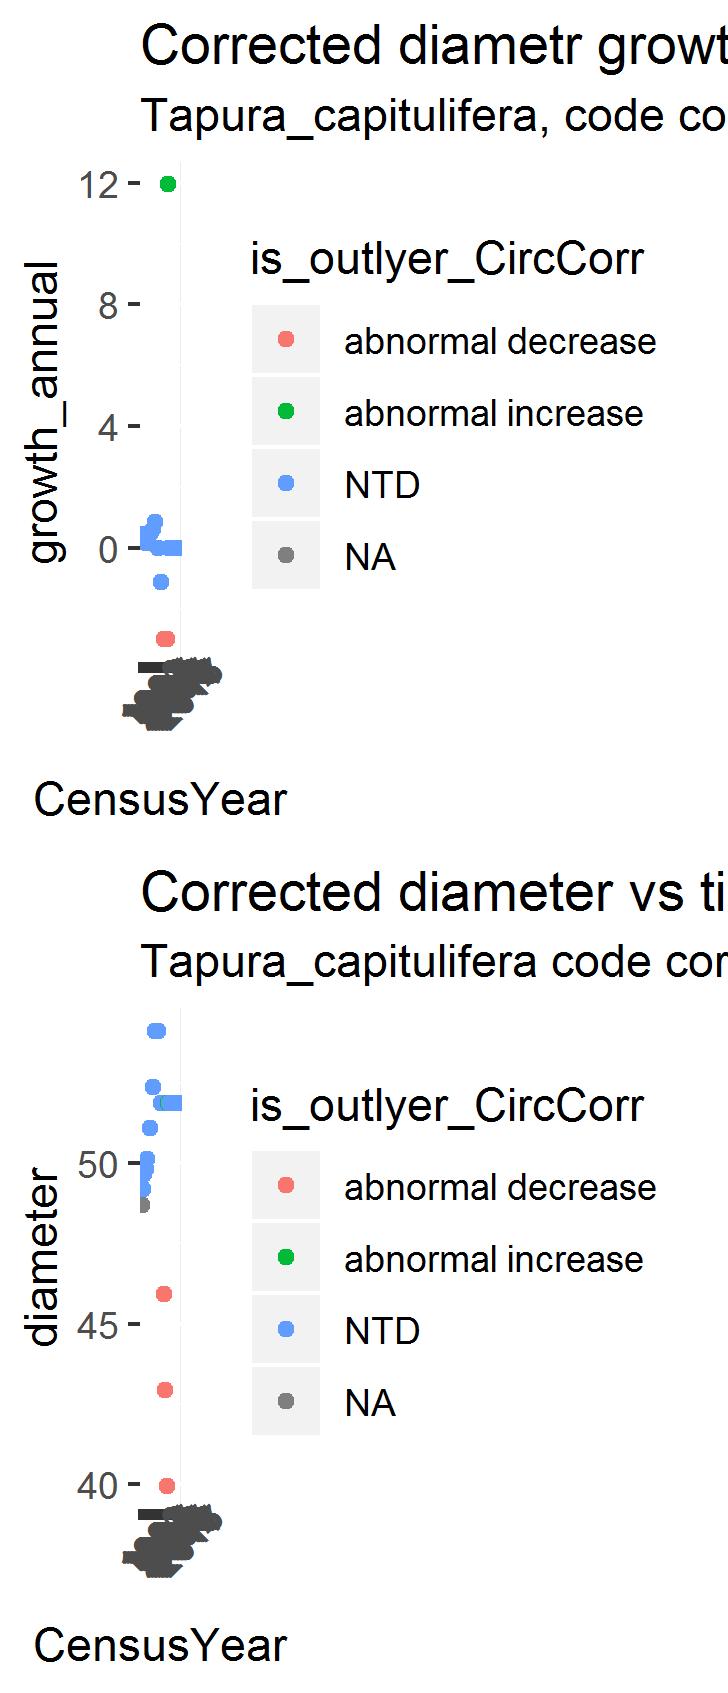 Corrected diametr growt
Tapura_capitulifera, code co
12
8
4
0
growth_annual
is_outlyer_CircCorr
abnormal decrease
abnormal increase
NTD
NA
CensusYear
Corrected diameter vs ti
Tapura_capitulifera code cor
50
45
40
diameter
is_outlyer_CircCorr
abnormal decrease
abnormal increase
NTD
NA
CensusYear